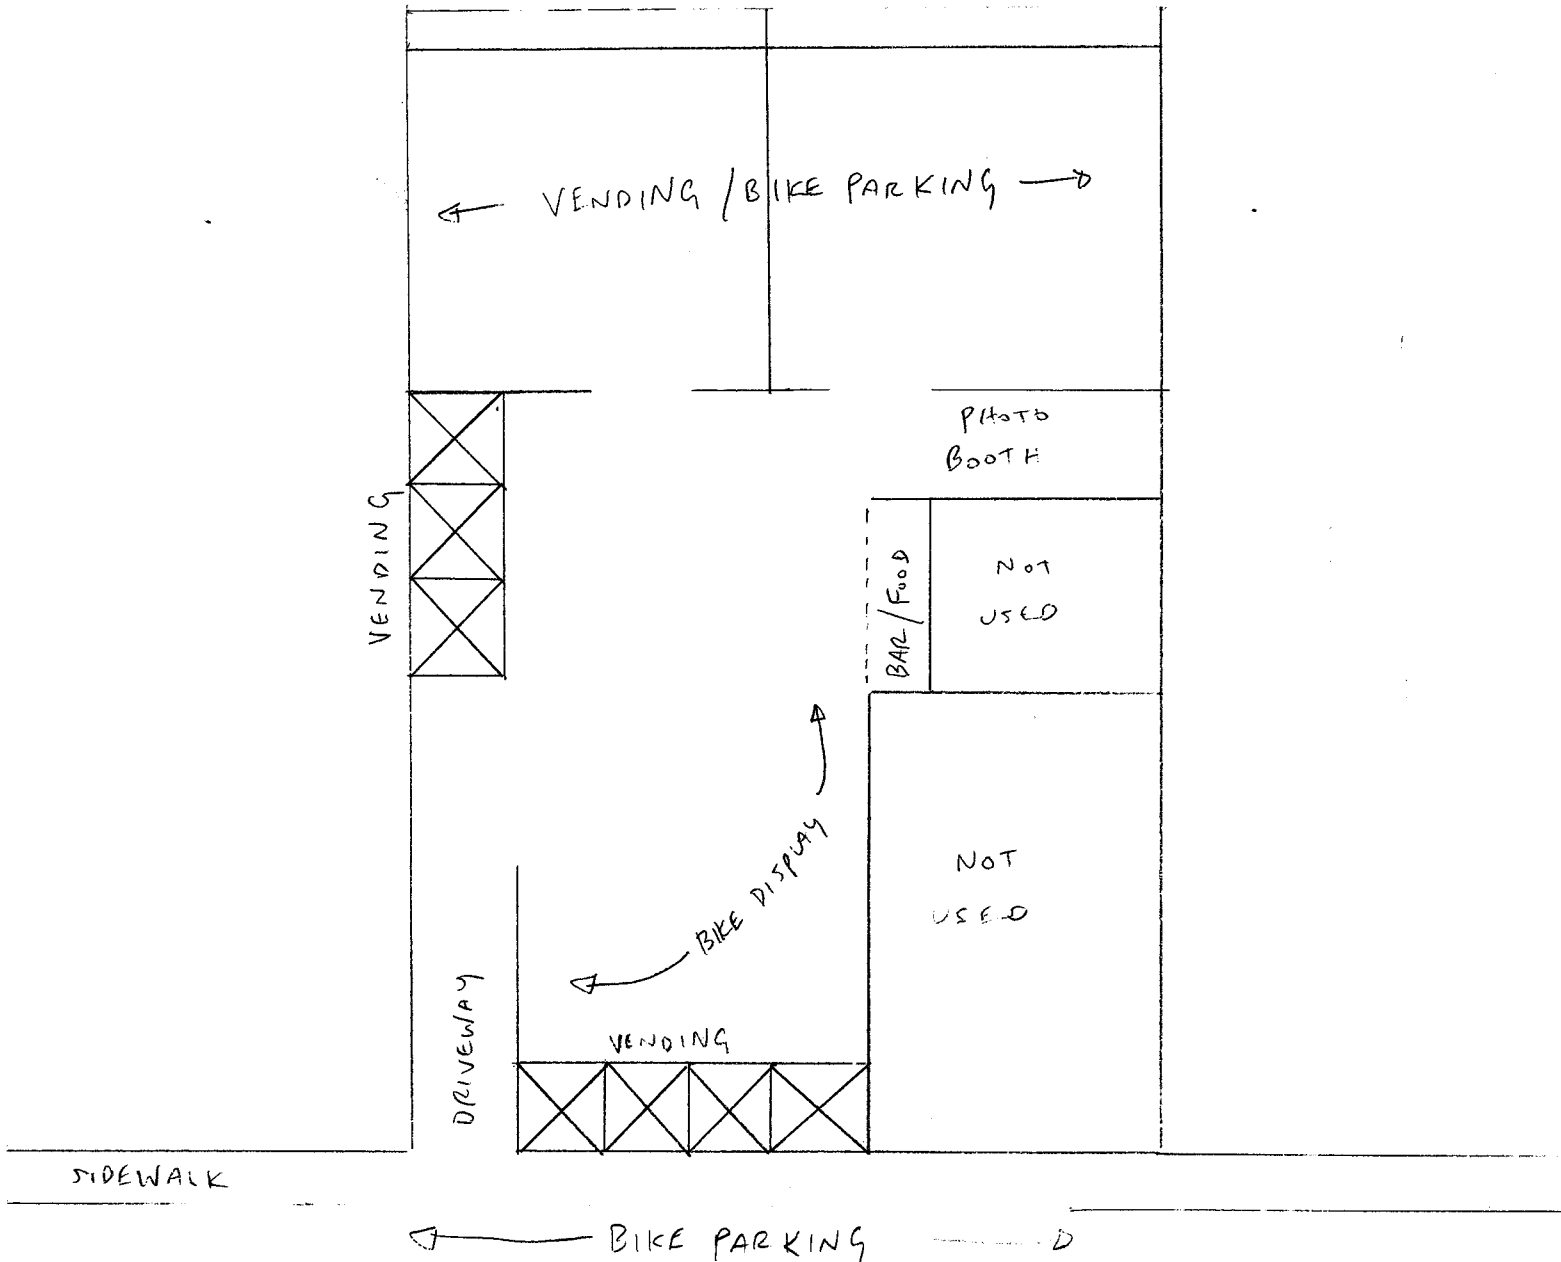 VENDING / BIKE PARKING
PHOTO
BOOTH
VENDING
BAR / FOOD
NOT
USED
BIKE DISPLAY
NOT
USED
DRIVEWAY
VENDING
SIDEWALK
BIKE PARKING